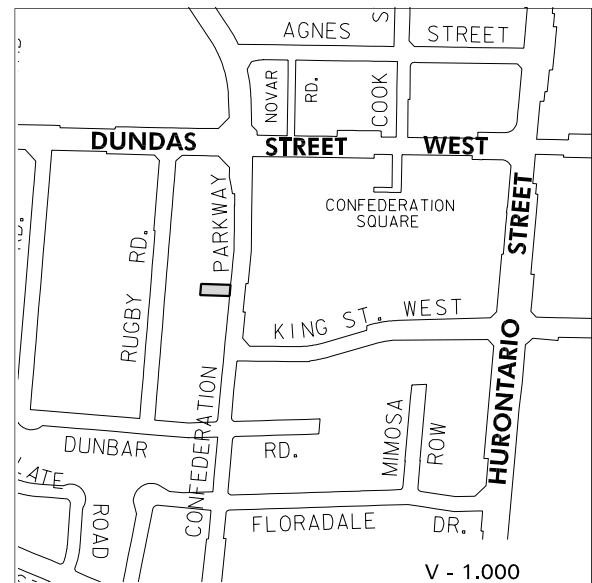 AGNES STREET
NOVAR RD.
COOK S
DUNDAS STREET WEST
CONFEDERATION
SQUARE
CONFEDERATION PARKWAY
RUGBY RD.
RD.
KING ST. WEST
HURONTARIO STREET
MIMOSA ROW
DUNBAR RD.
ROAD
FLORADALE DR.
V - 1.000